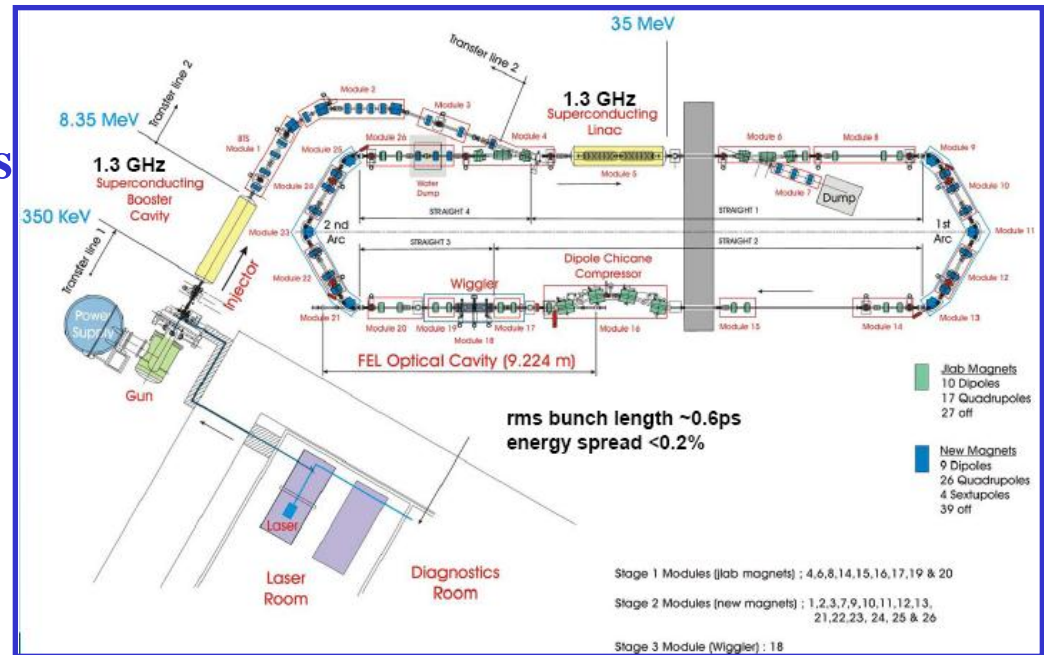 35 MeV
Transfer line 2
Transfer line 2
8.35 MeV
s
1.3 GHz
Superconducting
Booster
Cavity
350 KeV
Transfer line 1
BTS
Module 1
Module 2
Module 3
Module 4
Module 26
Module 25
Water
Dump
1.3 GHz
Superconducting
Linac
Module 5
Module 6
Module 7
Dump
Module 8
Module 9
Module 10
Module 11
Module 12
Module 13
Module 24
Module 23
Module 22
Module 21
2 nd
Arc
1st
Arc
STRAIGHT 4
STRAIGHT 1
STRAIGHT 3
STRAIGHT 2
Injector
Power
Supply
Gun
Wiggler
Dipole Chicane
Compressor
Module 20
Module 19
Module 18
Module 17
Module 16
Module 15
Module 14
FEL Optical Cavity (9.224 m)
rms bunch length ~0.6ps
energy spread <0.2%
Jlab Magnets
10 Dipoles
17 Quadrupoles
27 off
New Magnets
9 Dipoles
26 Quadrupoles
4 Sextupoles
39 off
Laser
Laser
Room
Diagnostics
Room
Stage 1 Modules (jlab magnets) ; 4,6,8,14,15,16,17,19 & 20
Stage 2 Modules (new magnets) ; 1,2,3,7,9,10,11,12,13,
21,22,23, 24, 25 & 26
Stage 3 Module (Wiggler) : 18